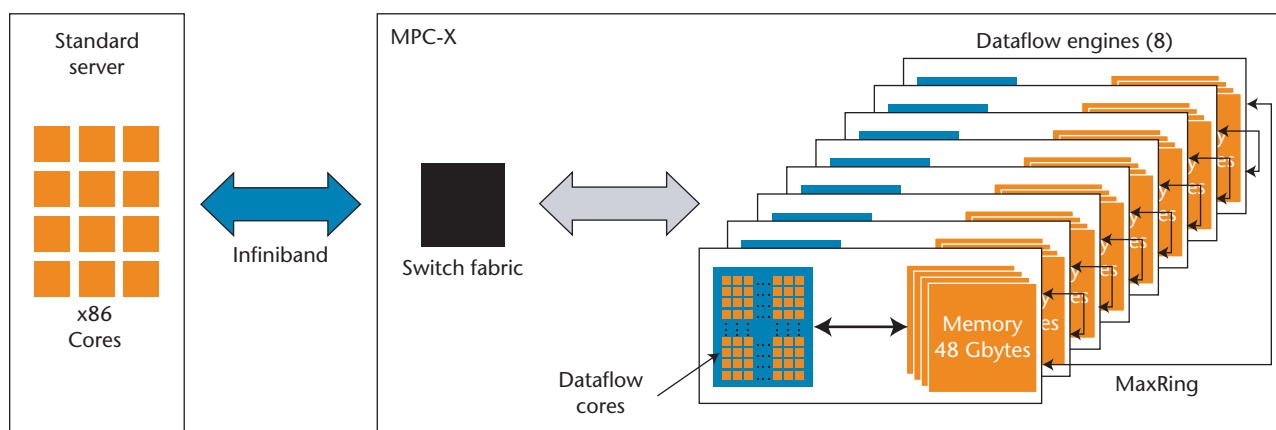 Standard
server
x86
Cores
Infiniband
MPC-X
Switch fabric
Dataflow engines (8)
Memory
48 Gbytes
Dataflow
cores
MaxRing